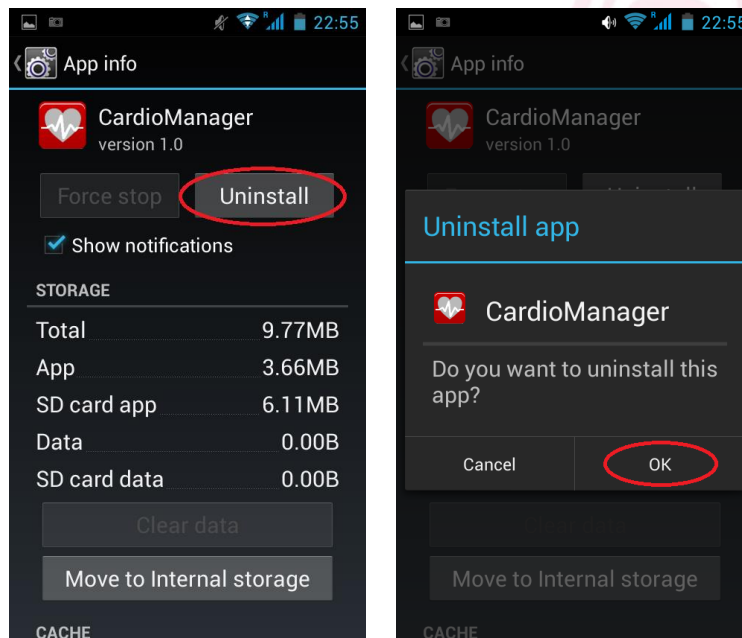 22:55
App info
CardioManager
version 1.0
Force stop
Uninstall
Show notifications
STORAGE
Total 9.77MB
App 3.66MB
SD card app 6.11MB
Data 0.00B
SD card data 0.00B
Clear data
Move to Internal storage
CACHE
22:55
App info
CardioManager
version 1.0
Uninstall app
CardioManager
Do you want to uninstall this
app?
Cancel
OK
Clear data
Move to Internal storage
CACHE